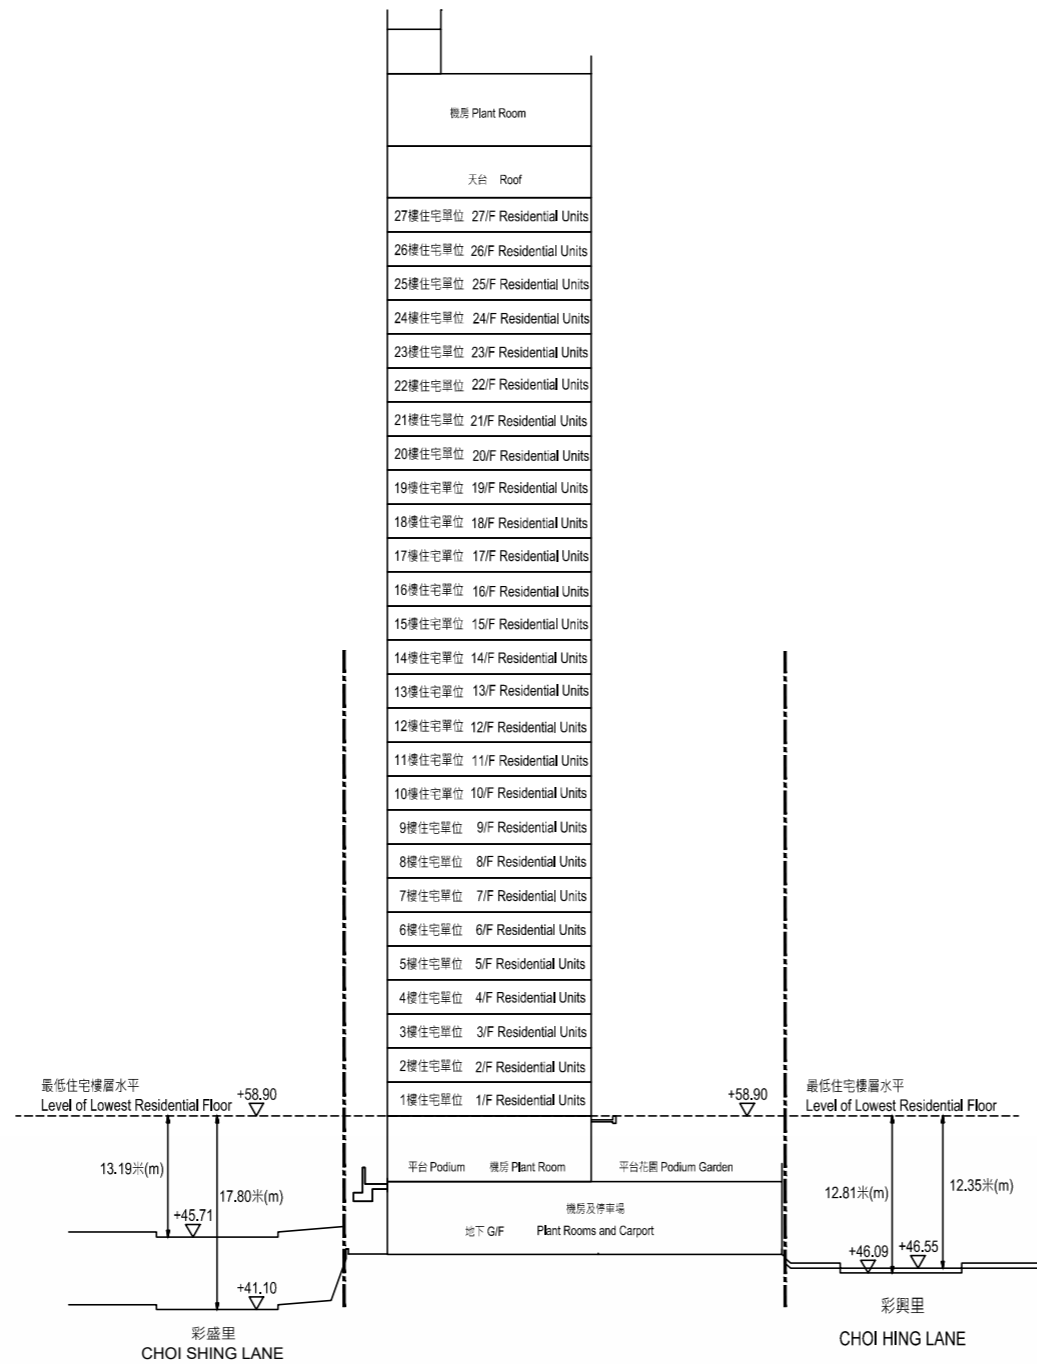 機房 Plant Room
天台 Roof
27樓住宅單位 27/F Residential Units
26樓住宅單位 26/F Residential Units
25樓住宅單位 25/F Residential Units
24樓住宅單位 24/F Residential Units
23樓住宅單位 23/F Residential Units
22樓住宅單位 22/F Residential Units
21樓住宅單位 21/F Residential Units
20樓住宅單位 20/F Residential Units
19樓住宅單位 19/F Residential Units
18樓住宅單位 18/F Residential Units
17樓住宅單位 17/F Residential Units
16樓住宅單位 16/F Residential Units
15樓住宅單位 15/F Residential Units
14樓住宅單位 14/F Residential Units
13樓住宅單位 13/F Residential Units
12樓住宅單位 12/F Residential Units
11樓住宅單位 11/F Residential Units
10樓住宅單位 10/F Residential Units
9樓住宅單位 9/F Residential Units
8樓住宅單位 8/F Residential Units
7樓住宅單位 7/F Residential Units
6樓住宅單位 6/F Residential Units
5樓住宅單位 5/F Residential Units
4樓住宅單位 4/F Residential Units
3樓住宅單位 3/F Residential Units
2樓住宅單位 2/F Residential Units
1樓住宅單位 1/F Residential Units
最低住宅樓層水平
Level of Lowest Residential Floor
+58.90
+58.90
最低住宅樓層水平
Level of Lowest Residential Floor
13.19米(m)
17.80米(m)
+45.71
+41.10
彩盛里
CHOI SHING LANE
平台 Podium 機房 Plant Room
平台花園 Podium Garden
機房及停車場
地下 G/F Plant Rooms and Carport
12.81米(m)
12.35米(m)
+46.09
+46.55
彩興里
CHOI HING LANE